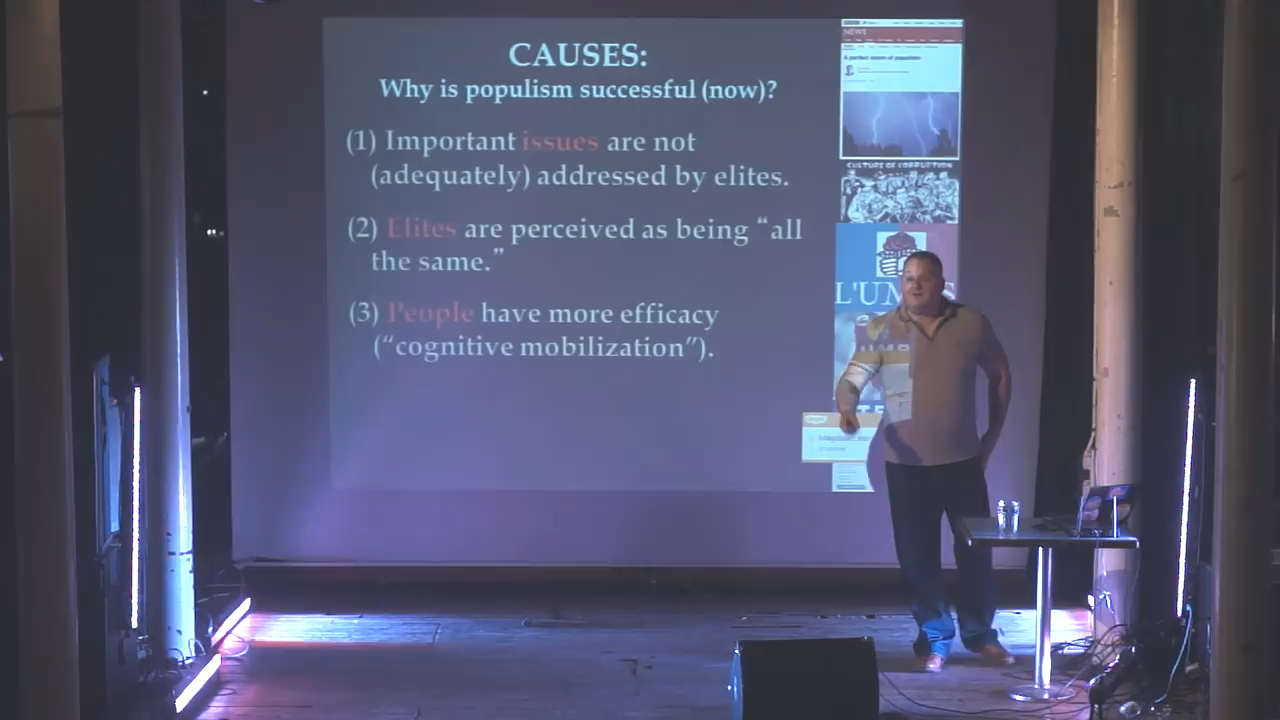 CAUSES:
Why is populism successful (now)?
(1) Important issues are not
(adequately) addressed by elites.
(2) Elites are perceived as being “all
the same.”
(3) People have more efficacy
(“cognitive mobilization”).
NEWS
A perfect storm of populism
CULTURE OF CORRUPTION
L'UM